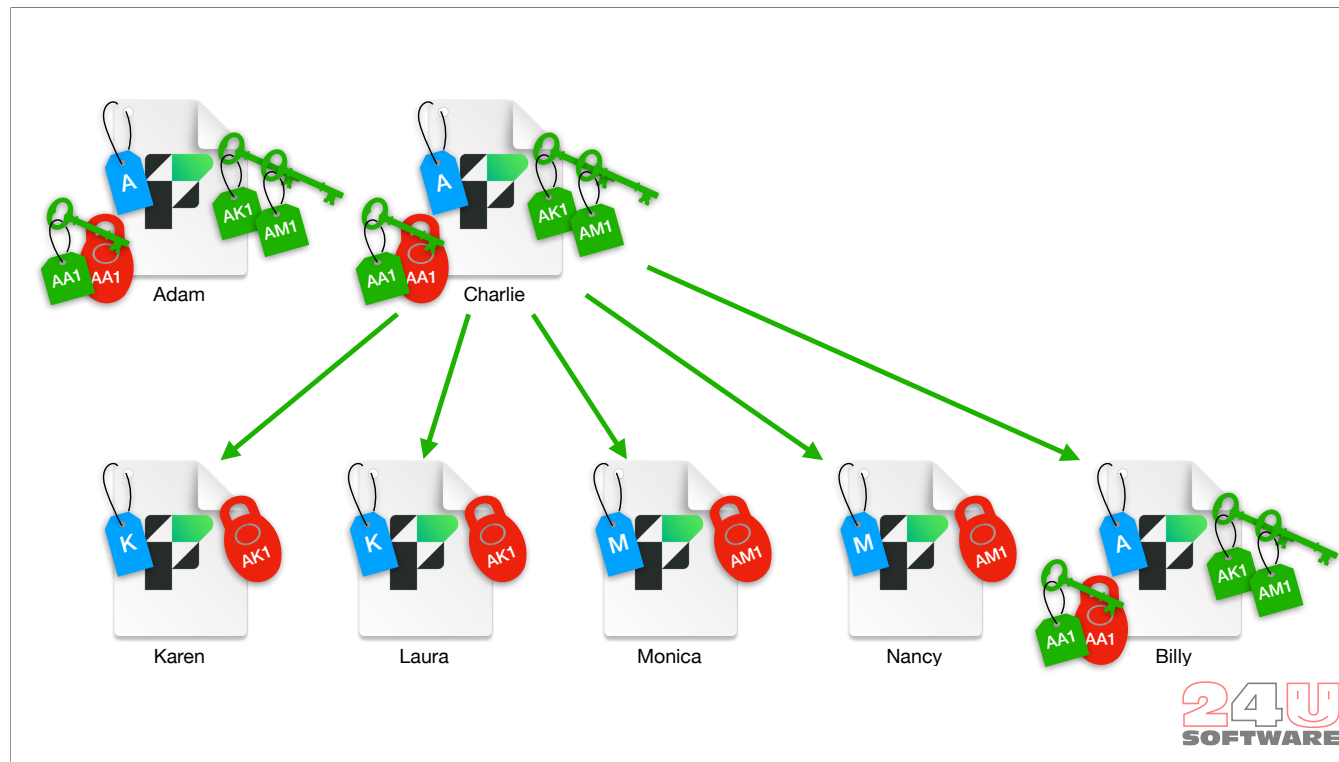 A
AK1
AM1
AA1
AA1
Adam
A
AK1
AM1
AA1
AA1
Charlie
K
AK1
Karen
K
AK1
Laura
M
AM1
Monica
M
AM1
Nancy
A
AK1
AM1
AA1
AA1
Billy
24U
SOFTWARE